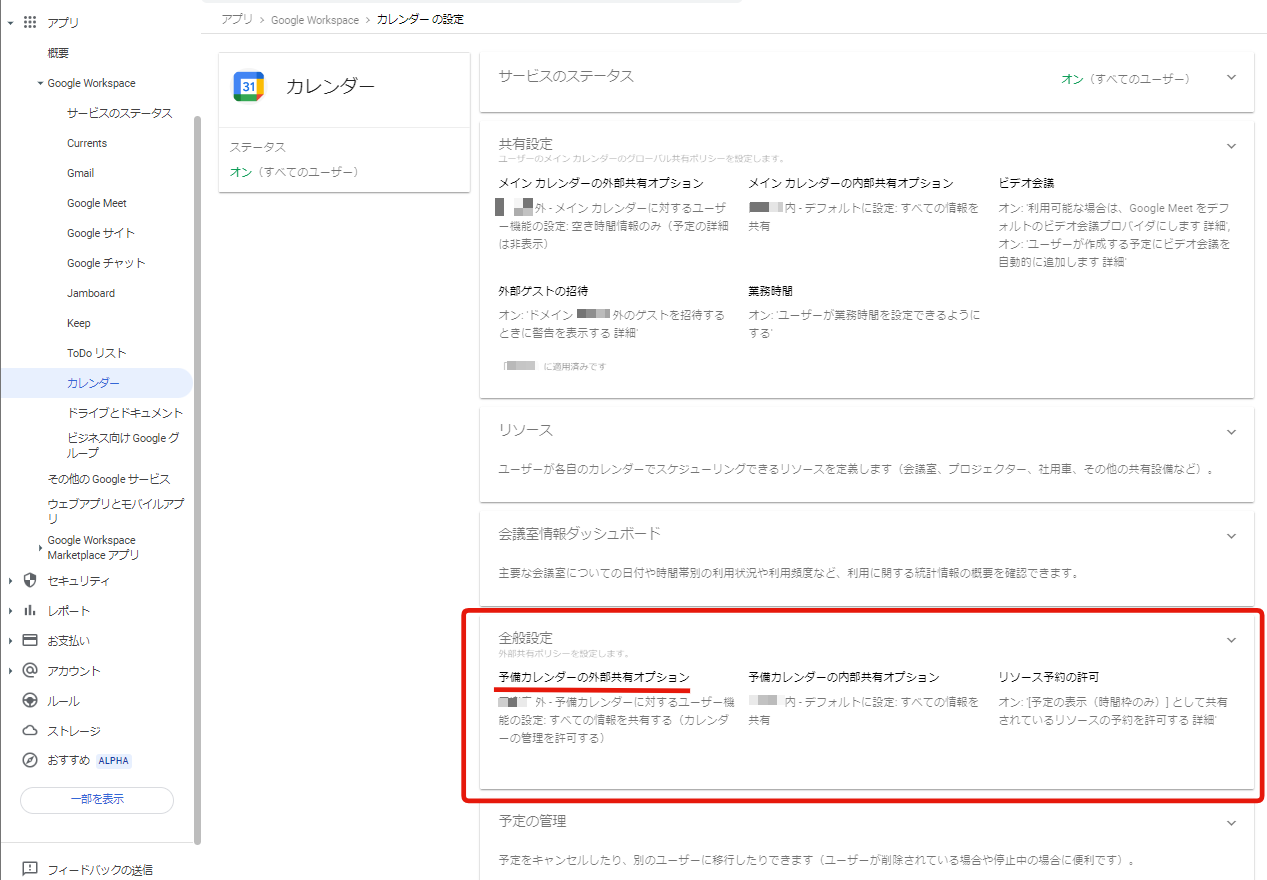 アプリ
概要
Google Workspace
サービスのステータス
Currents
Gmail
Google Meet
Google サイト
Google チャット
Jamboard
Keep
ToDo リスト
カレンダー
ドライブとドキュメント
ビジネス向け Google グ
ループ
その他の Google サービス
ウェブアプリとモバイルアプ
リ
Google Workspace
Marketplace アプリ
セキュリティ
レポート
お支払い
アカウント
ルール
ストレージ
おすすめ ALPHA
一部を表示
フィードバックの送信
アプリ > Google Workspace > カレンダー の設定
31 カレンダー
ステータス
オン（すべてのユーザー）
サービスのステータス オン（すべてのユーザー）
共有設定
ユーザーのメイン カレンダーのグローバル共有ポリシーを設定します。
メイン カレンダーの外部共有オプション
外 - メイン カレンダーに対するユーザ
ー機能の設定: 空き時間情報のみ（予定の詳細
は非表示）
メイン カレンダーの内部共有オプション
内 - デフォルトに設定: すべての情報を
共有
ビデオ会議
オン: '利用可能な場合は、Google Meet をデフ
ォルトのビデオ会議プロバイダにします 詳細',
オン: 'ユーザーが作成する予定にビデオ会議を
自動的に追加します 詳細'
外部ゲストの招待
オン: 'ドメイン 外のゲストを招待する
ときに警告を表示する 詳細'
業務時間
オン: 'ユーザーが業務時間を設定できるように
する'
「 に適用済みです
リソース
ユーザーが各自のカレンダーでスケジューリングできるリソースを定義します（会議室、プロジェクター、社用車、その他の共有設備など）。
会議室情報ダッシュボード
主要な会議室についての日付や時間帯別の利用状況や利用頻度など、利用に関する統計情報の概要を確認できます。
全般設定
外部共有ポリシーを設定します。
予備カレンダーの外部共有オプション
外 - 予備カレンダーに対するユーザー機
能の設定: すべての情報を共有する（カレンダ
ーの管理を許可する）
予備カレンダーの内部共有オプション
内 - デフォルトに設定: すべての情報を
共有
リソース予約の許可
オン: '[予定の表示（時間枠のみ）] として共有
されているリソースの予約を許可する 詳細'
予定の管理
予定をキャンセルしたり、別のユーザーに移行したりできます（ユーザーが削除されている場合や停止中の場合に便利です）。